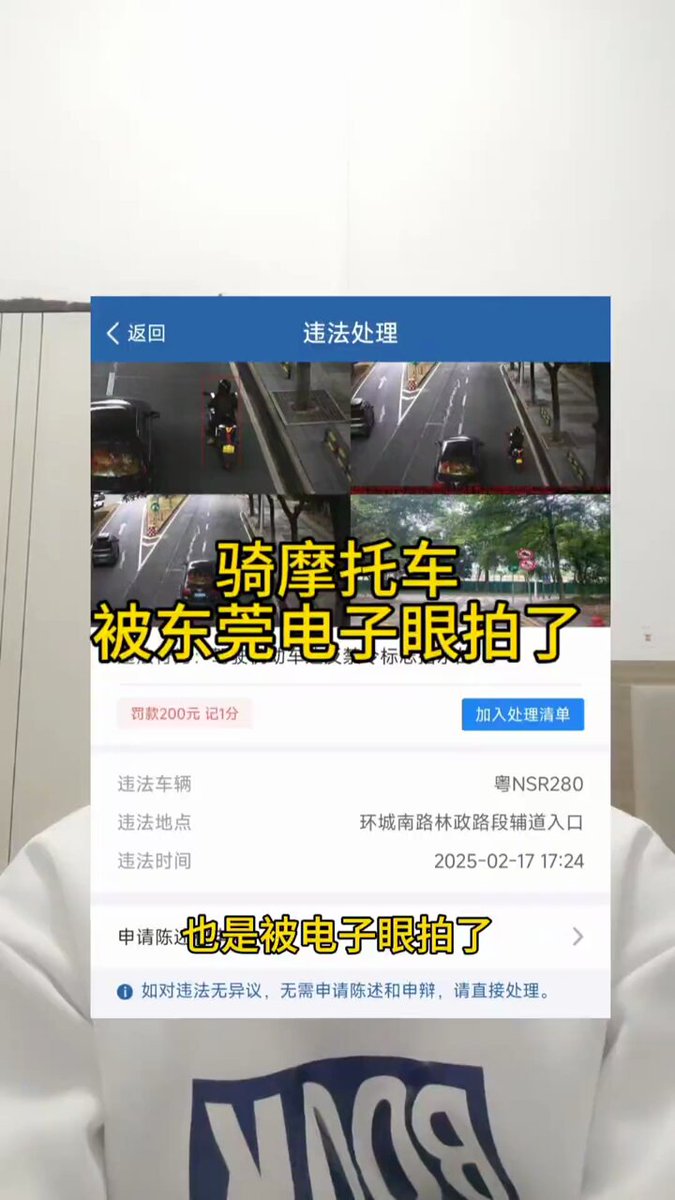 返回
违法处理
骑摩托车
被东莞电子眼拍了
罚款200元 记1分
加入处理清单
违法车辆
粤NSR280
违法地点
环城南路林政路段辅道入口
违法时间
2025-02-17 17:24
申请陈述
也是被电子眼拍了
如对违法无异议，无需申请陈述和申辩，请直接处理。